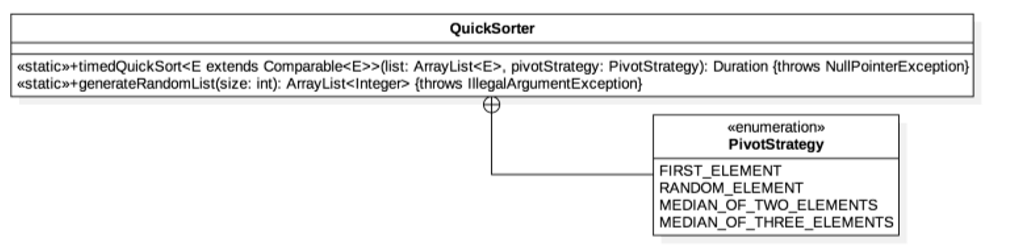 QuickSorter
«static»+timedQuickSort<E extends Comparable<E>>(list: ArrayList<E>, pivotStrategy: PivotStrategy): Duration {throws NullPointerException}
«static»+generateRandomList(size: int): ArrayList<Integer> {throws IllegalArgumentException}
«enumeration»
PivotStrategy
FIRST_ELEMENT
RANDOM_ELEMENT
MEDIAN_OF_TWO_ELEMENTS
MEDIAN_OF_THREE_ELEMENTS